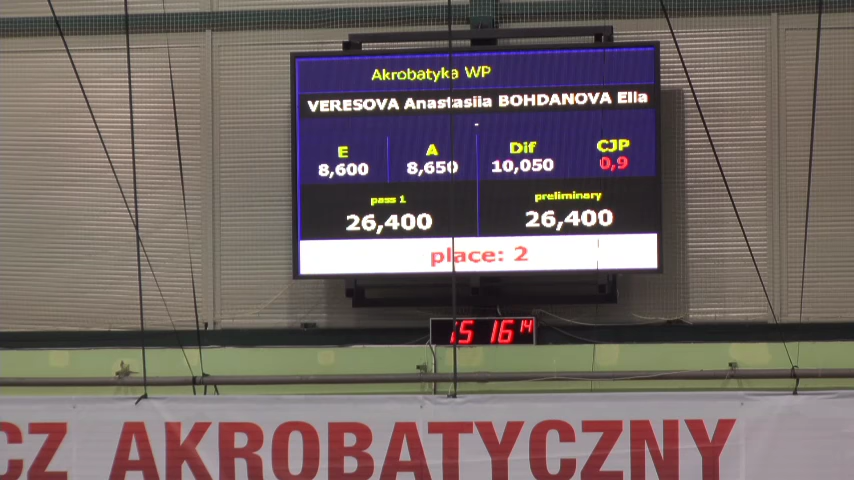 Akrobatyka WP
VERESOVA Anastasiia BOHDANOVA Ella
-
E A Dif CJP
8,600 8,650 10,050 0,9
pass 1 preliminary
26,400 26,400
place: 2
15 16 14
CZ AKROBATYCZNY